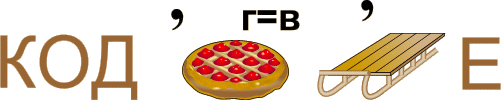 КОД , г=в , Е